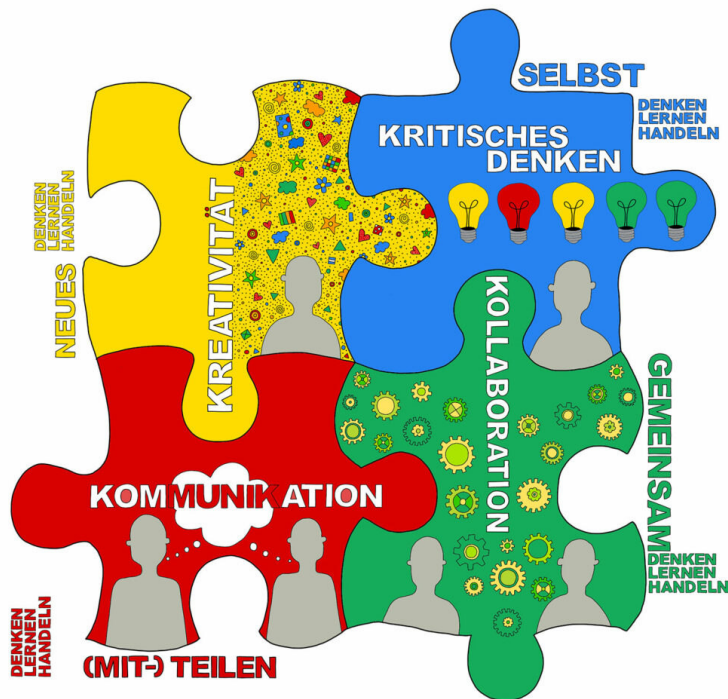 SELBST
DENKEN
LERNEN
HANDELN
KRITISCHES
DENKEN
NEUES
DENKEN
LERNEN
HANDELN
KREATIVITÄT
KOLLABORATION
GEMEINSAM
DENKEN
LERNEN
HANDELN
KOMMUNIKATION
DENKEN
LERNEN
HANDELN
(MIT-) TEILEN